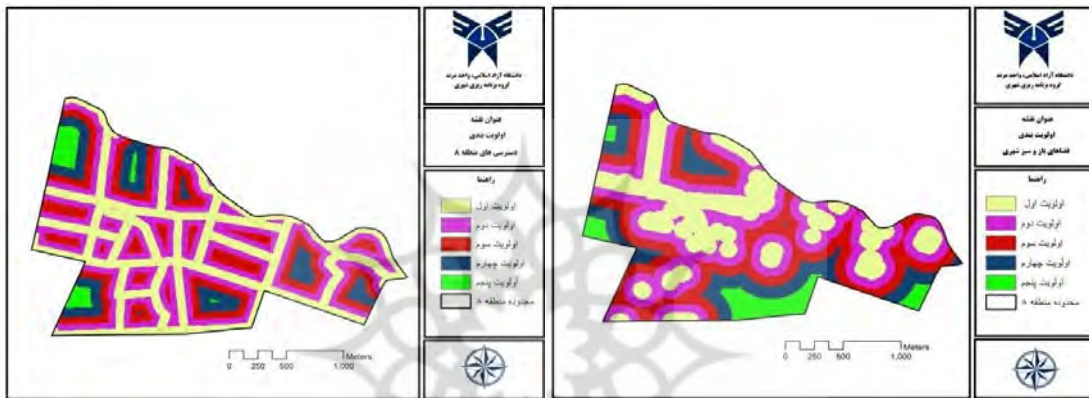 دانشگاه آزاد اسلامی، واحد مرند
گروه برنامه ریزی شهری
عنوان نقشه
اولویت بندی
دسترسی های منطقه ۸
راهنما
اولویت اول
اولویت دوم
اولویت سوم
اولویت چهارم
اولویت پنجم
محدوده منطقه ۸
Meters
0 250 500 1,000
دانشگاه آزاد اسلامی، واحد مرند
گروه برنامه ریزی شهری
عنوان نقشه
اولویت بندی
فضاهای باز و سبز شهری
راهنما
اولویت اول
اولویت دوم
اولویت سوم
اولویت چهارم
اولویت پنجم
محدوده منطقه ۸
Meters
0 250 500 1,000